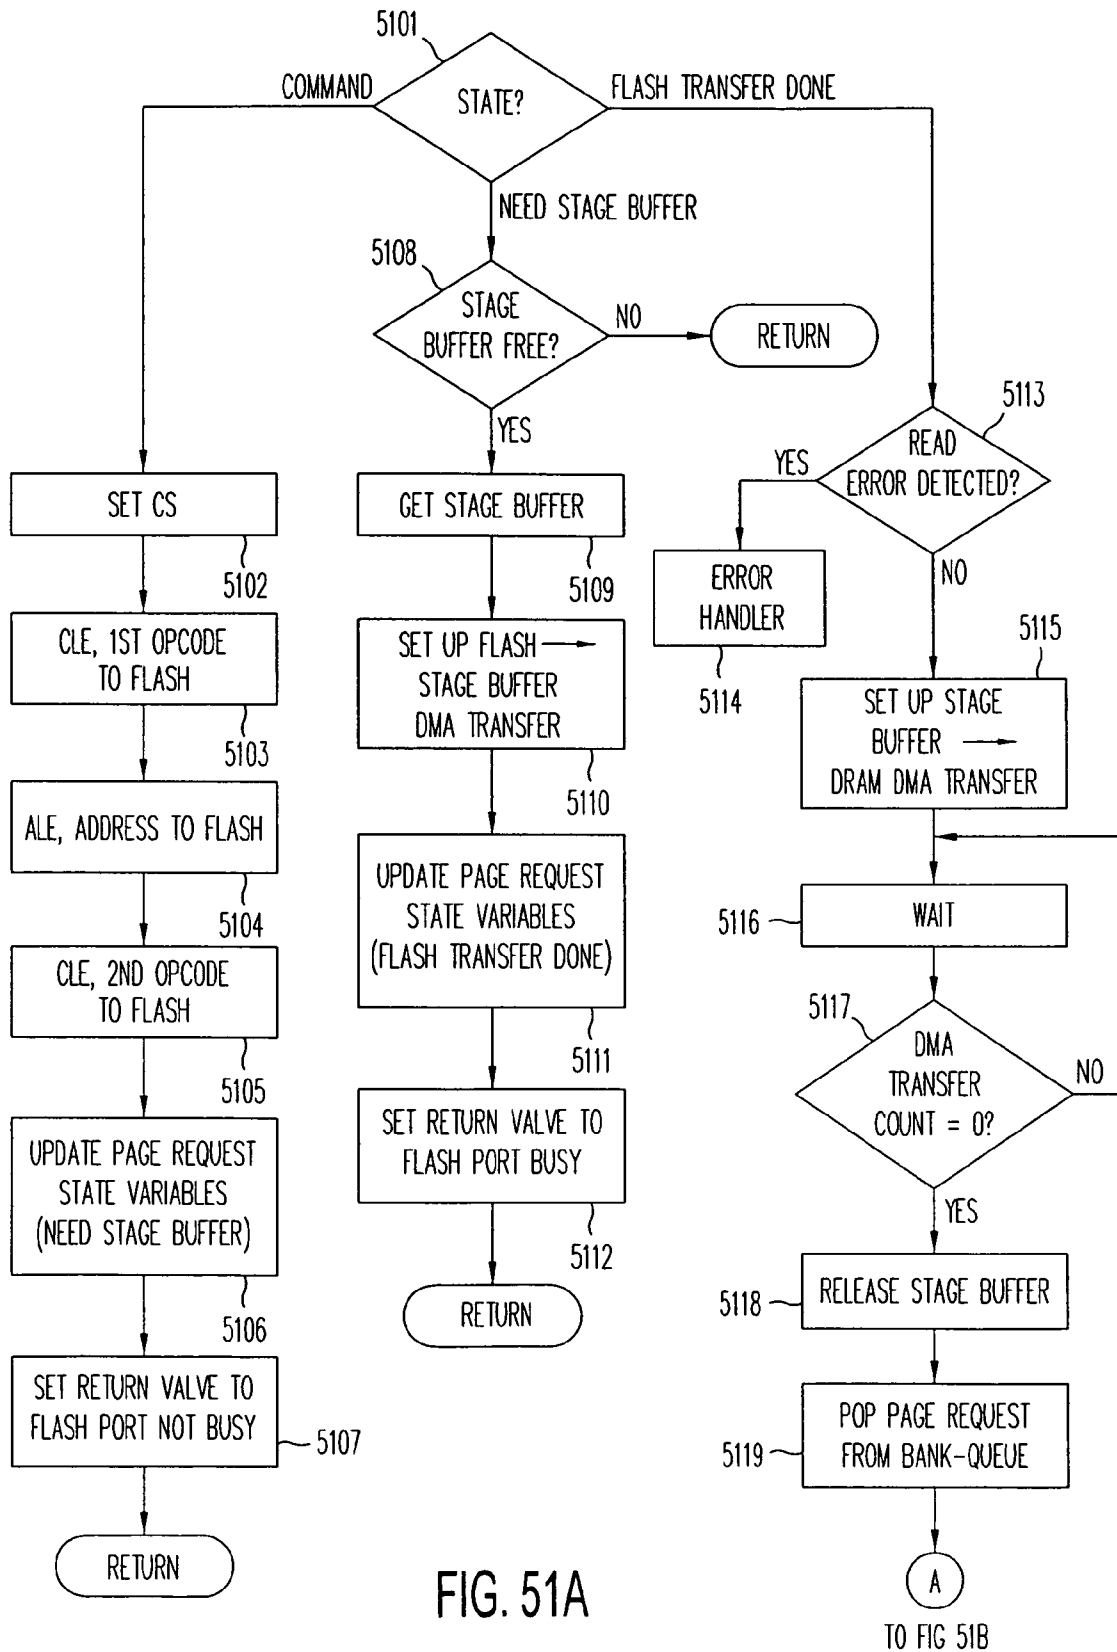 5101
STATE?
COMMAND
FLASH TRANSFER DONE
NEED STAGE BUFFER
5108
STAGE
BUFFER FREE?
NO
RETURN
YES
SET CS
5102
CLE, 1ST OPCODE
TO FLASH
5103
ALE, ADDRESS TO FLASH
5104
CLE, 2ND OPCODE
TO FLASH
5105
UPDATE PAGE REQUEST
STATE VARIABLES
(NEED STAGE BUFFER)
5106
SET RETURN VALVE TO
FLASH PORT NOT BUSY
5107
RETURN
GET STAGE BUFFER
5109
SET UP FLASH →
STAGE BUFFER
DMA TRANSFER
5110
UPDATE PAGE REQUEST
STATE VARIABLES
(FLASH TRANSFER DONE)
5111
SET RETURN VALVE TO
FLASH PORT BUSY
5112
RETURN
5113
READ
ERROR DETECTED?
YES
ERROR
HANDLER
5114
NO
5115
SET UP STAGE
BUFFER →
DRAM DMA TRANSFER
5116
WAIT
5117
DMA
TRANSFER
COUNT = 0?
NO
YES
5118
RELEASE STAGE BUFFER
5119
POP PAGE REQUEST
FROM BANK-QUEUE
A
TO FIG 51B
FIG. 51A